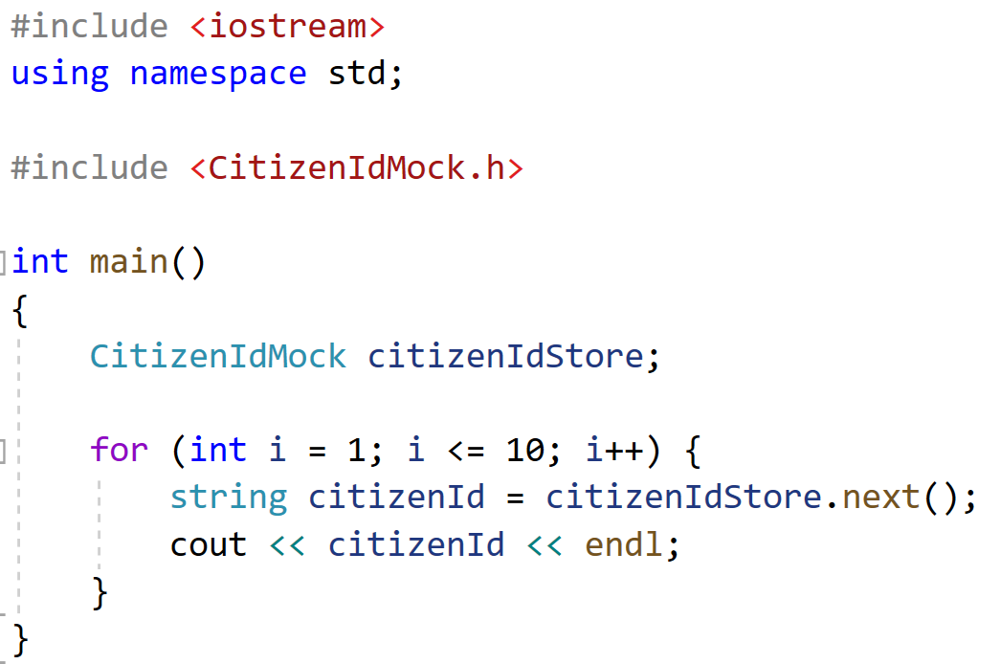 #include <iostream>
using namespace std;
#include <CitizenIdMock.h>
int main()
{
    CitizenIdMock citizenIdStore;
    for (int i = 1; i <= 10; i++) {
        string citizenId = citizenIdStore.next();
        cout << citizenId << endl;
    }
}